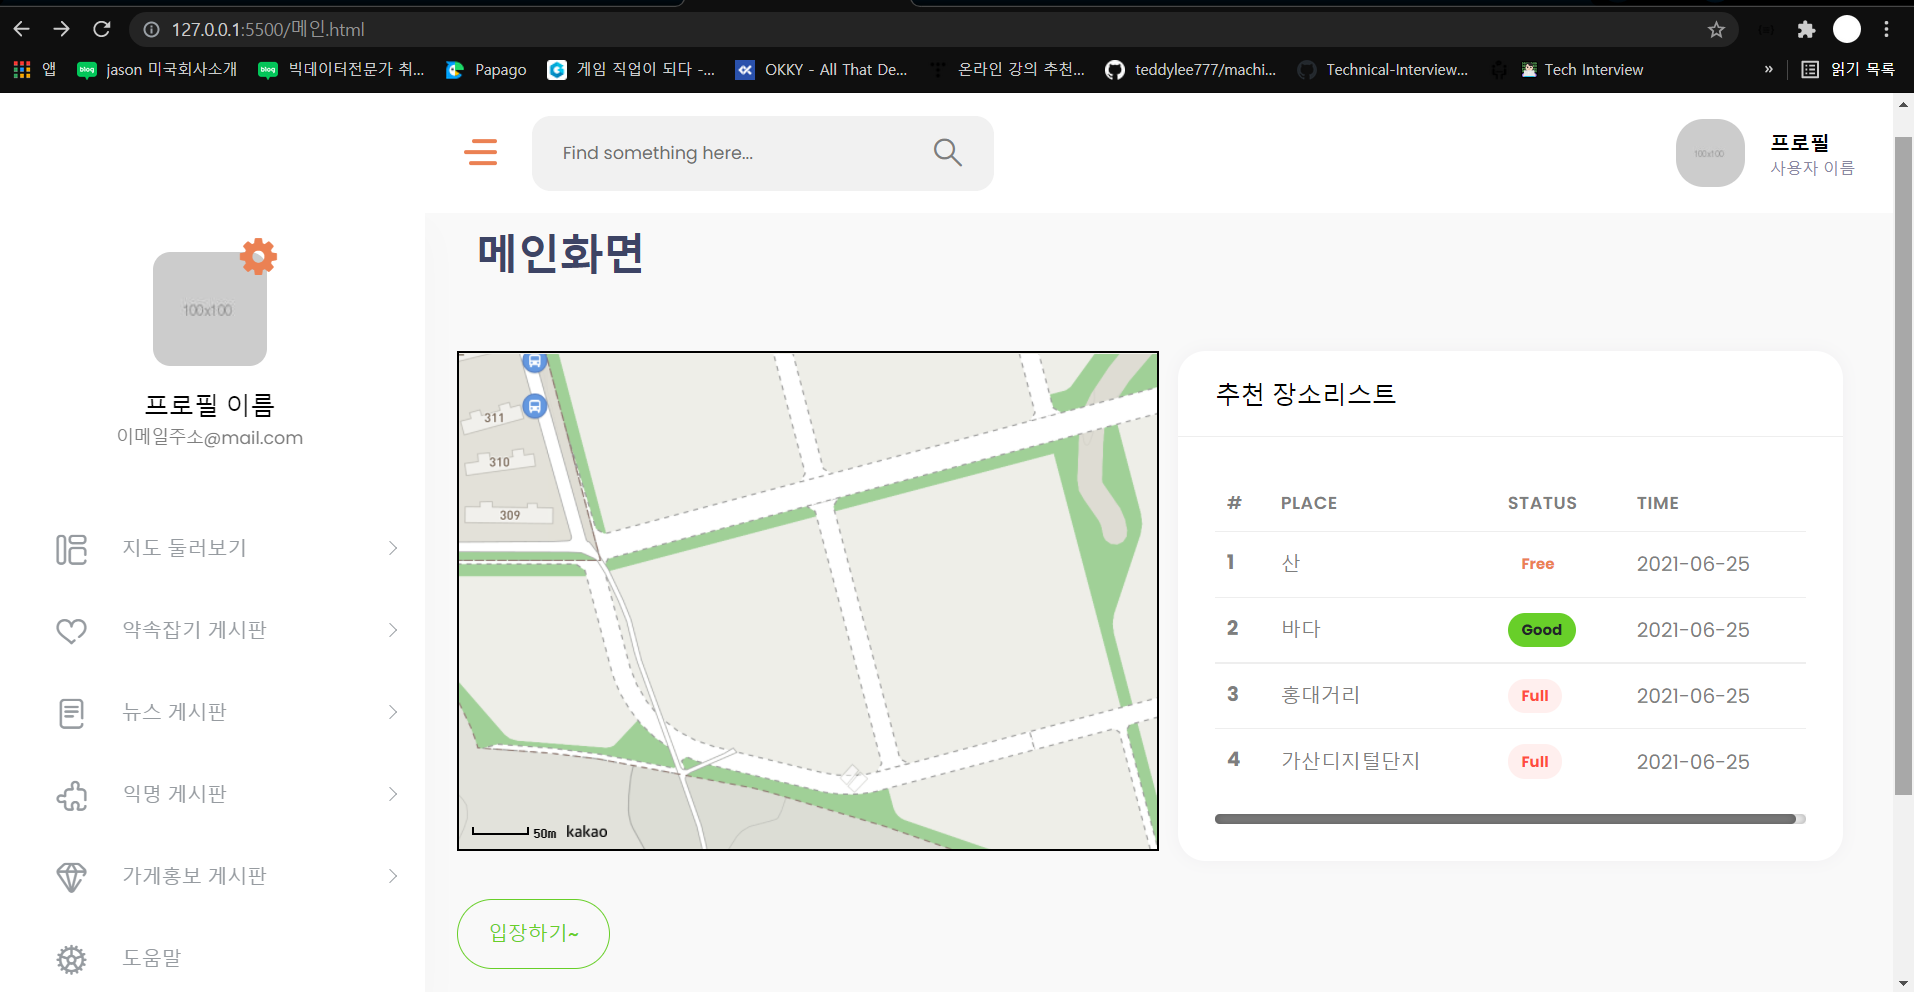 127.0.0.1:5500/메인.html
앱 jason 미국회사소개 빅데이터전문가 취... Papago 게임 직업이 되다 -... OKKY - All That De... 온라인 강의 추천... teddylee777/machi... Technical-Interview... Tech Interview » 읽기 목록
Find something here...
100x100
프로필
사용자 이름
메인화면
100x100
프로필 이름
이메일주소@mail.com
지도 둘러보기
약속잡기 게시판
뉴스 게시판
익명 게시판
가게홍보 게시판
도움말
311
310
309
50m kakao
추천 장소리스트
# PLACE STATUS TIME
1 산 Free 2021-06-25
2 바다 Good 2021-06-25
3 홍대거리 Full 2021-06-25
4 가산디지털단지 Full 2021-06-25
입장하기~